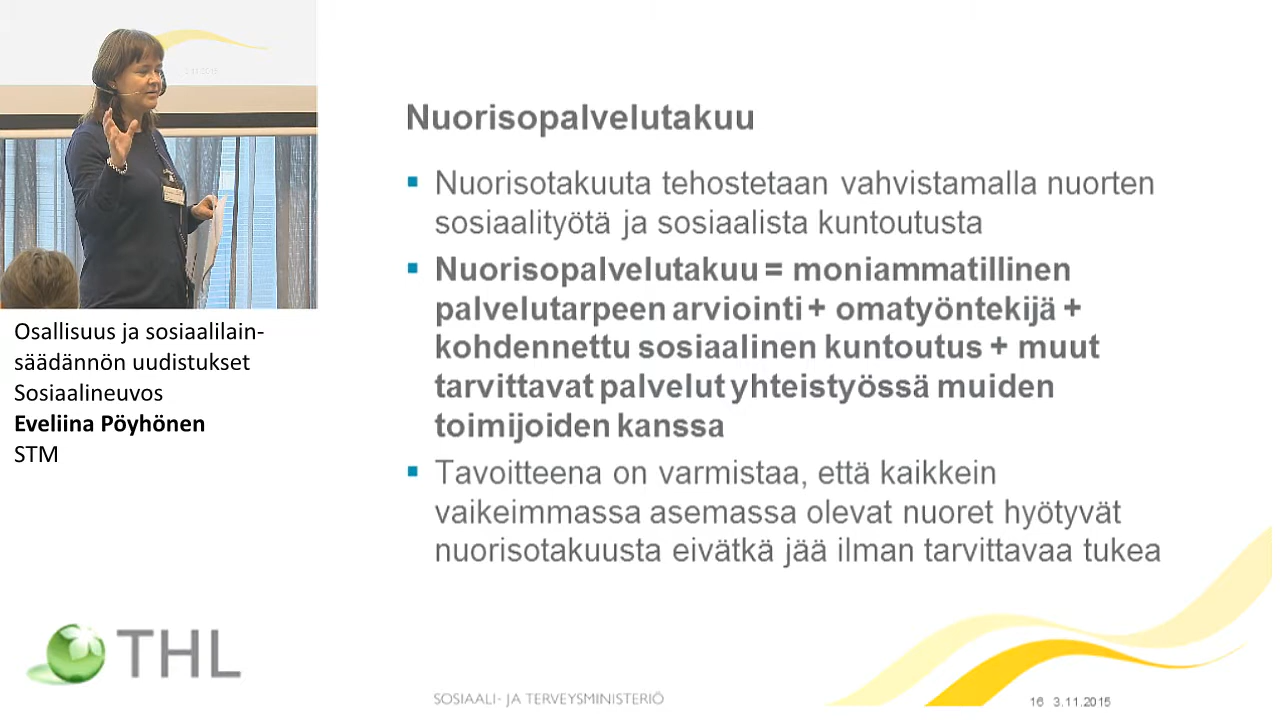 Osallisuus ja sosiaalilain-
säädännön uudistukset
Sosiaalineuvos
Eveliina Pöyhönen
STM
THL
Nuorisopalvelutakuu
Nuorisotakuuta tehostetaan vahvistamalla nuorten
sosiaalityötä ja sosiaalista kuntoutusta
Nuorisopalvelutakuu = moniammatillinen
palvelutarpeen arviointi + omatyöntekijä +
kohdennettu sosiaalinen kuntoutus + muut
tarvittavat palvelut yhteistyössä muiden
toimijoiden kanssa
Tavoitteena on varmistaa, että kaikkein
vaikeimmassa asemassa olevat nuoret hyötyvät
nuorisotakuusta eivätkä jää ilman tarvittavaa tukea
SOSIAALI- JA TERVEYSMINISTERIÖ
16 3.11.2015